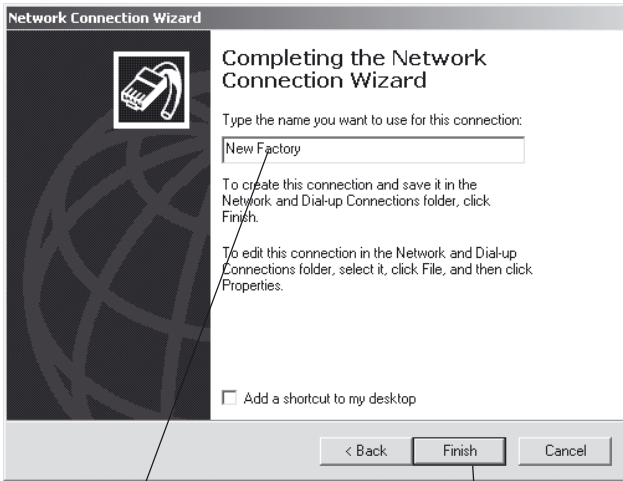 Network Connection Wizard
Completing the Network
Connection Wizard
Type the name you want to use for this connection:
New Factory
To create this connection and save it in the
Network and Dial-up Connections folder, click
Finish.
To edit this connection in the Network and Dial-up
Connections folder, select it, click File, and then click
Properties.
Add a shortcut to my desktop
< Back
Finish
Cancel